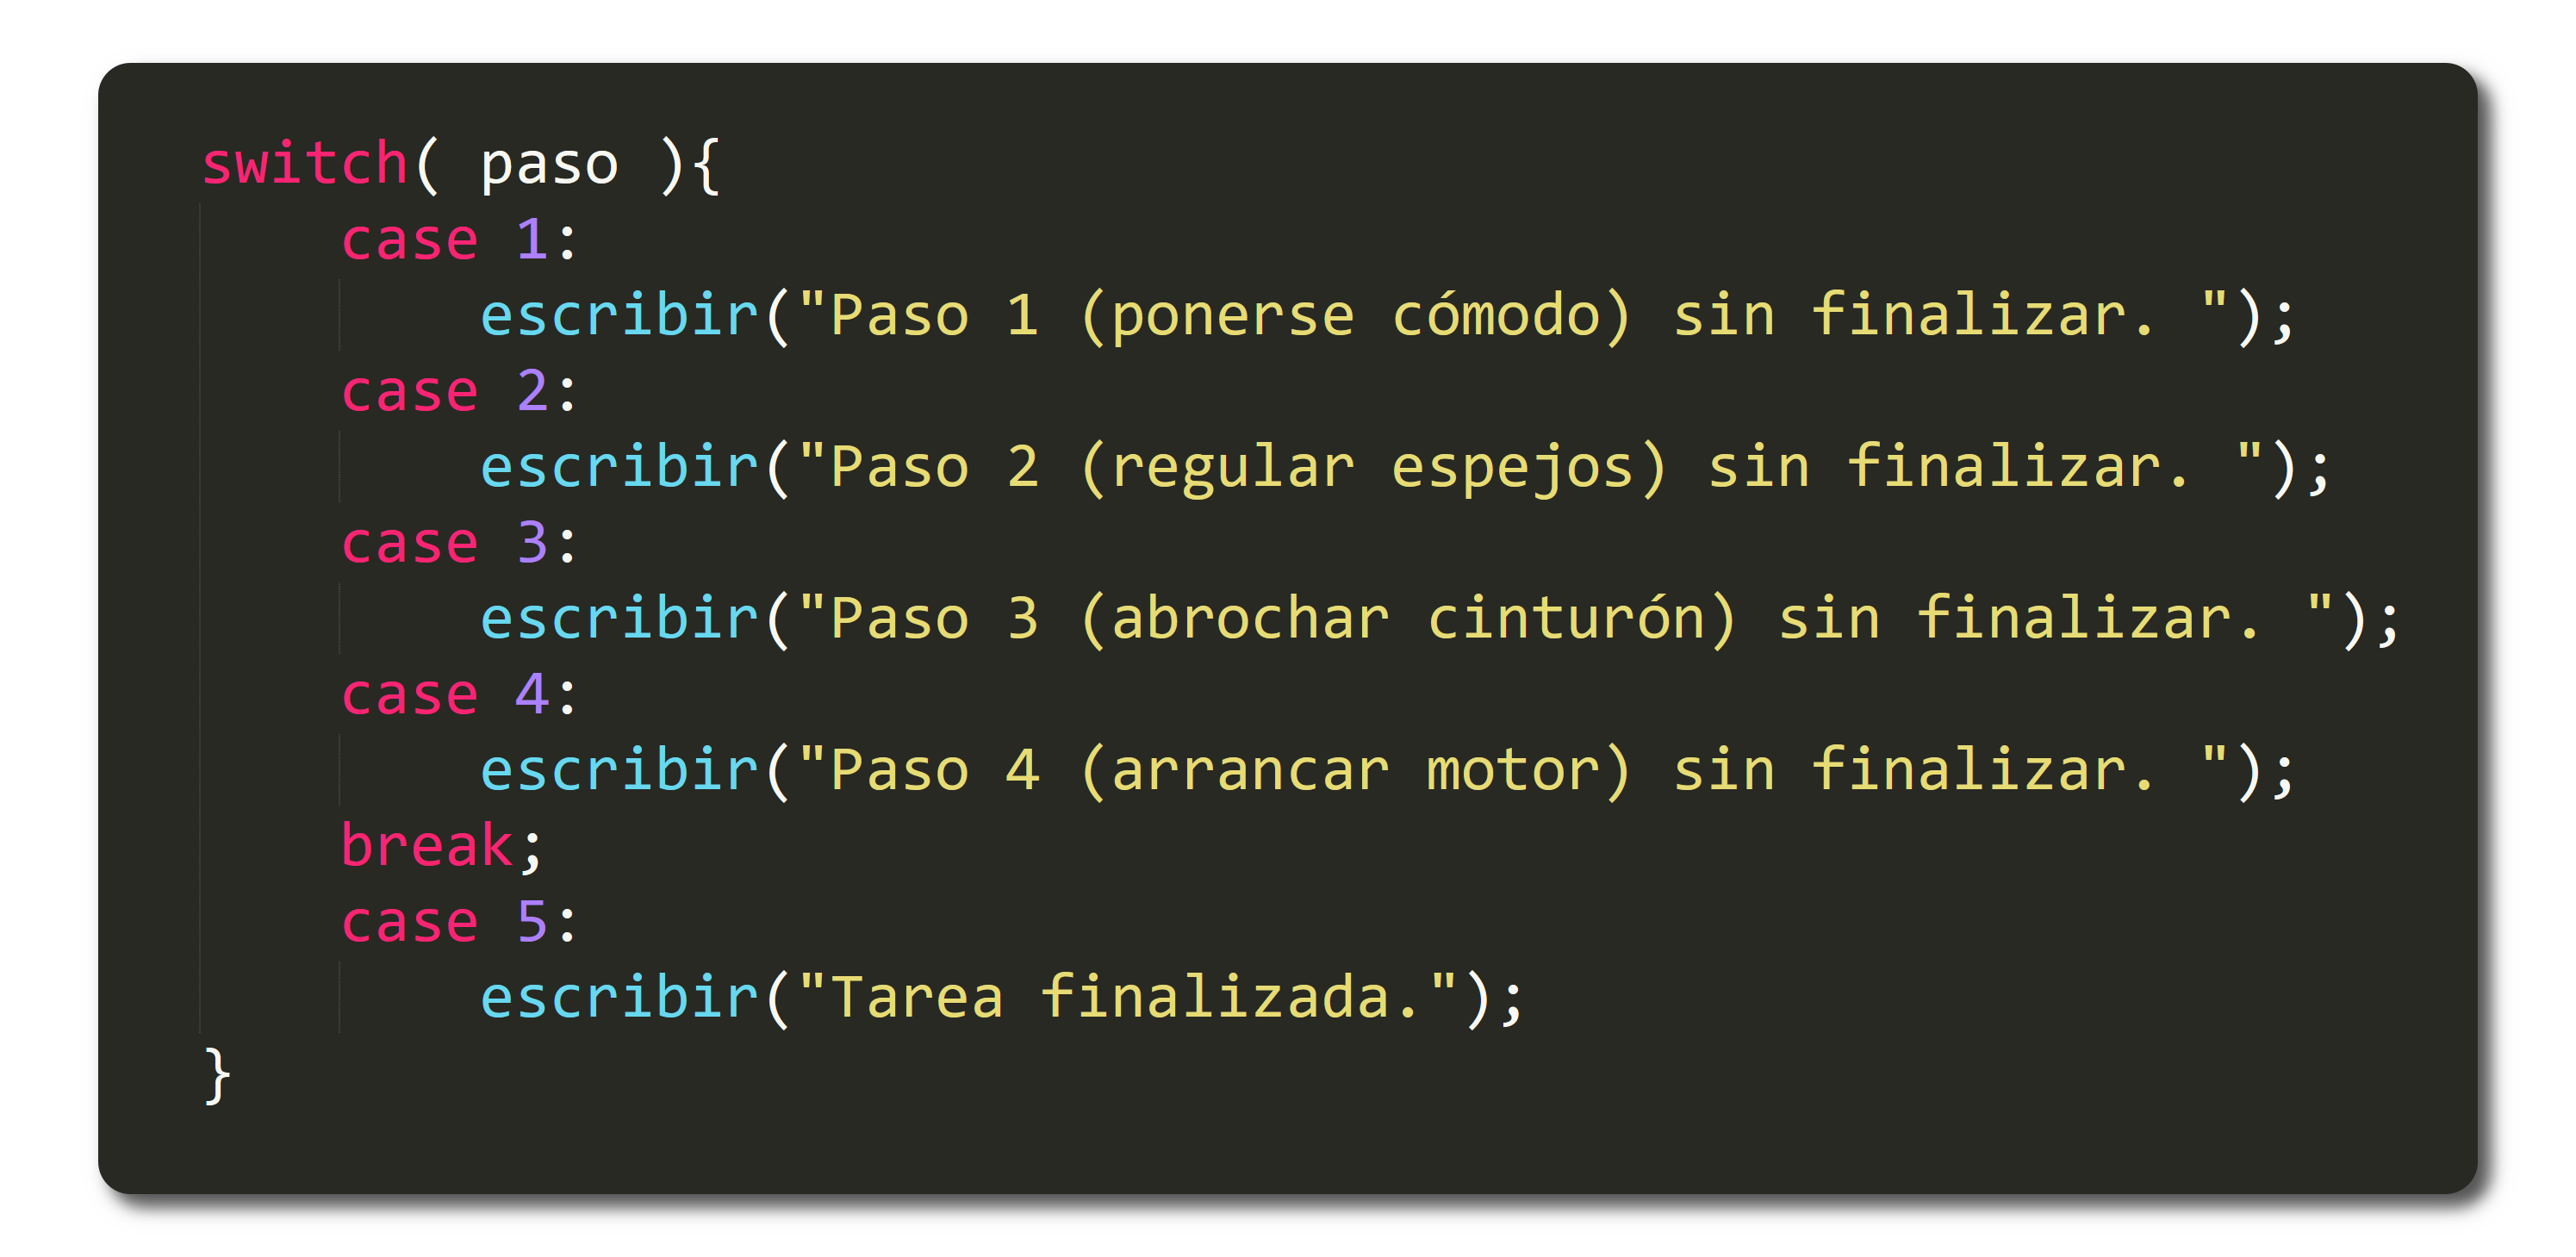 switch( paso ){
    case 1:
        escribir("Paso 1 (ponerse cómodo) sin finalizar. ");
    case 2:
        escribir("Paso 2 (regular espejos) sin finalizar. ");
    case 3:
        escribir("Paso 3 (abrochar cinturón) sin finalizar. ");
    case 4:
        escribir("Paso 4 (arrancar motor) sin finalizar. ");
    break;
    case 5:
        escribir("Tarea finalizada.");
}